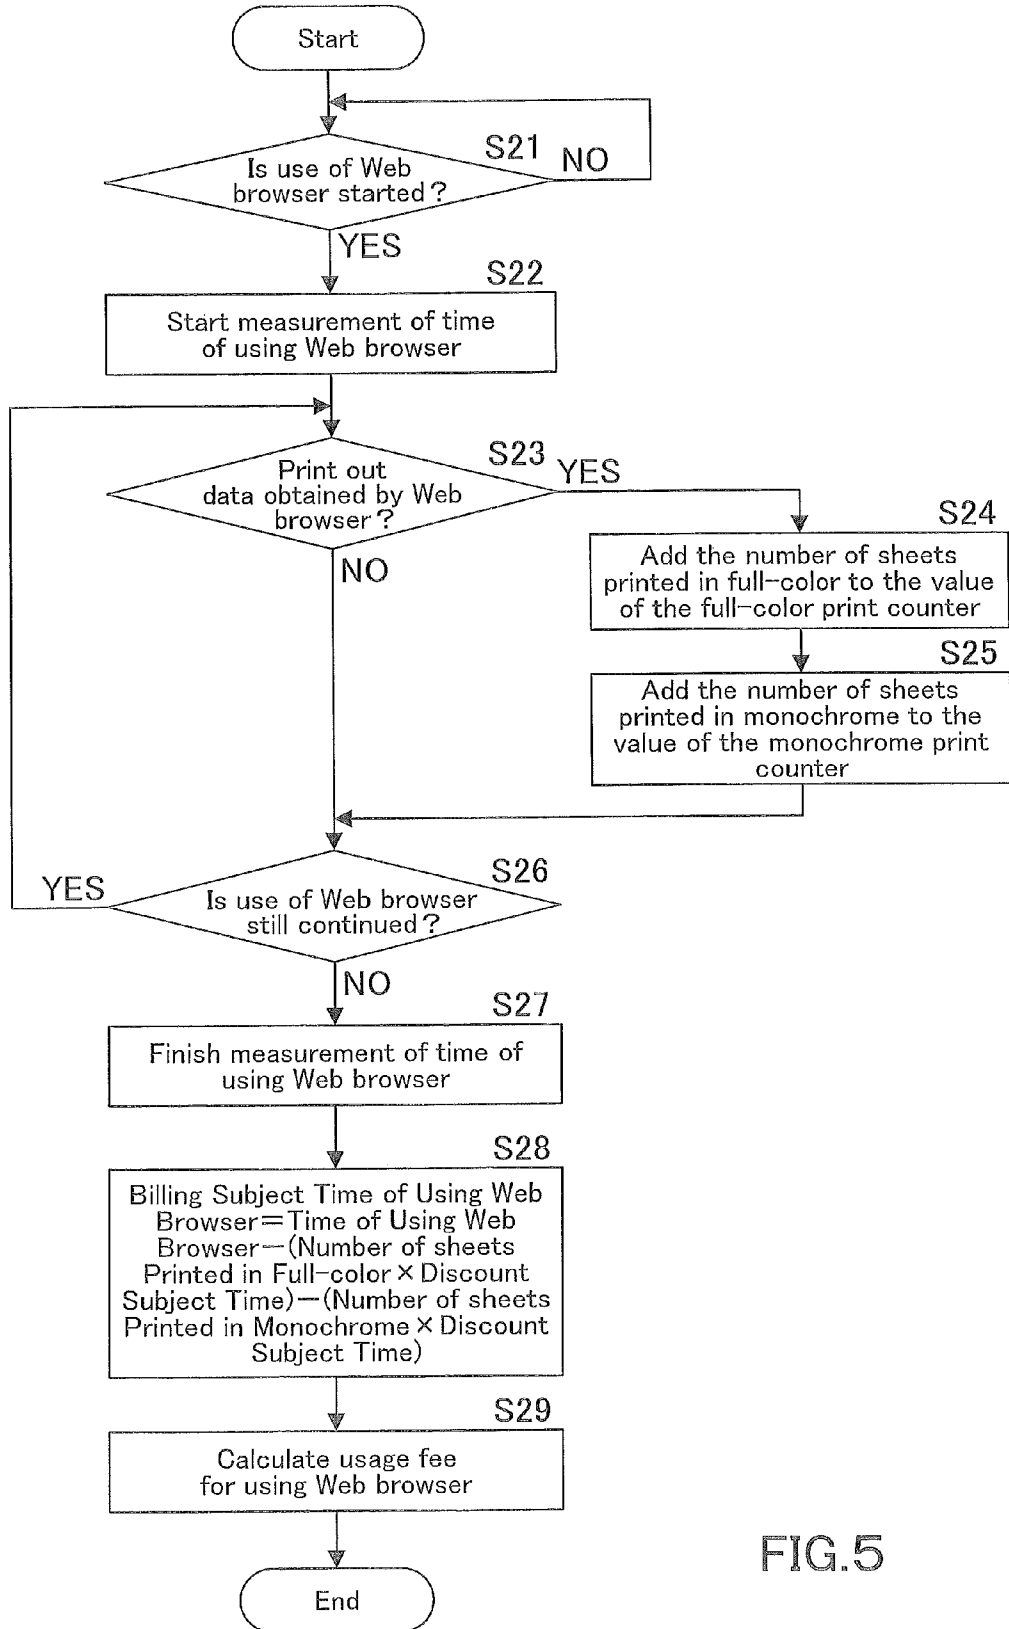 Start
S21
Is use of Web
browser started?
NO
YES
S22
Start measurement of time
of using Web browser
S23
Print out
data obtained by Web
browser?
YES
NO
S24
Add the number of sheets
printed in full-color to the value
of the full-color print counter
S25
Add the number of sheets
printed in monochrome to the
value of the monochrome print
counter
S26
YES
Is use of Web browser
still continued?
NO
S27
Finish measurement of time of
using Web browser
S28
Billing Subject Time of Using Web
Browser=Time of Using Web
Browser−(Number of sheets
Printed in Full-color×Discount
Subject Time)−(Number of sheets
Printed in Monochrome×Discount
Subject Time)
S29
Calculate usage fee
for using Web browser
End
FIG.5